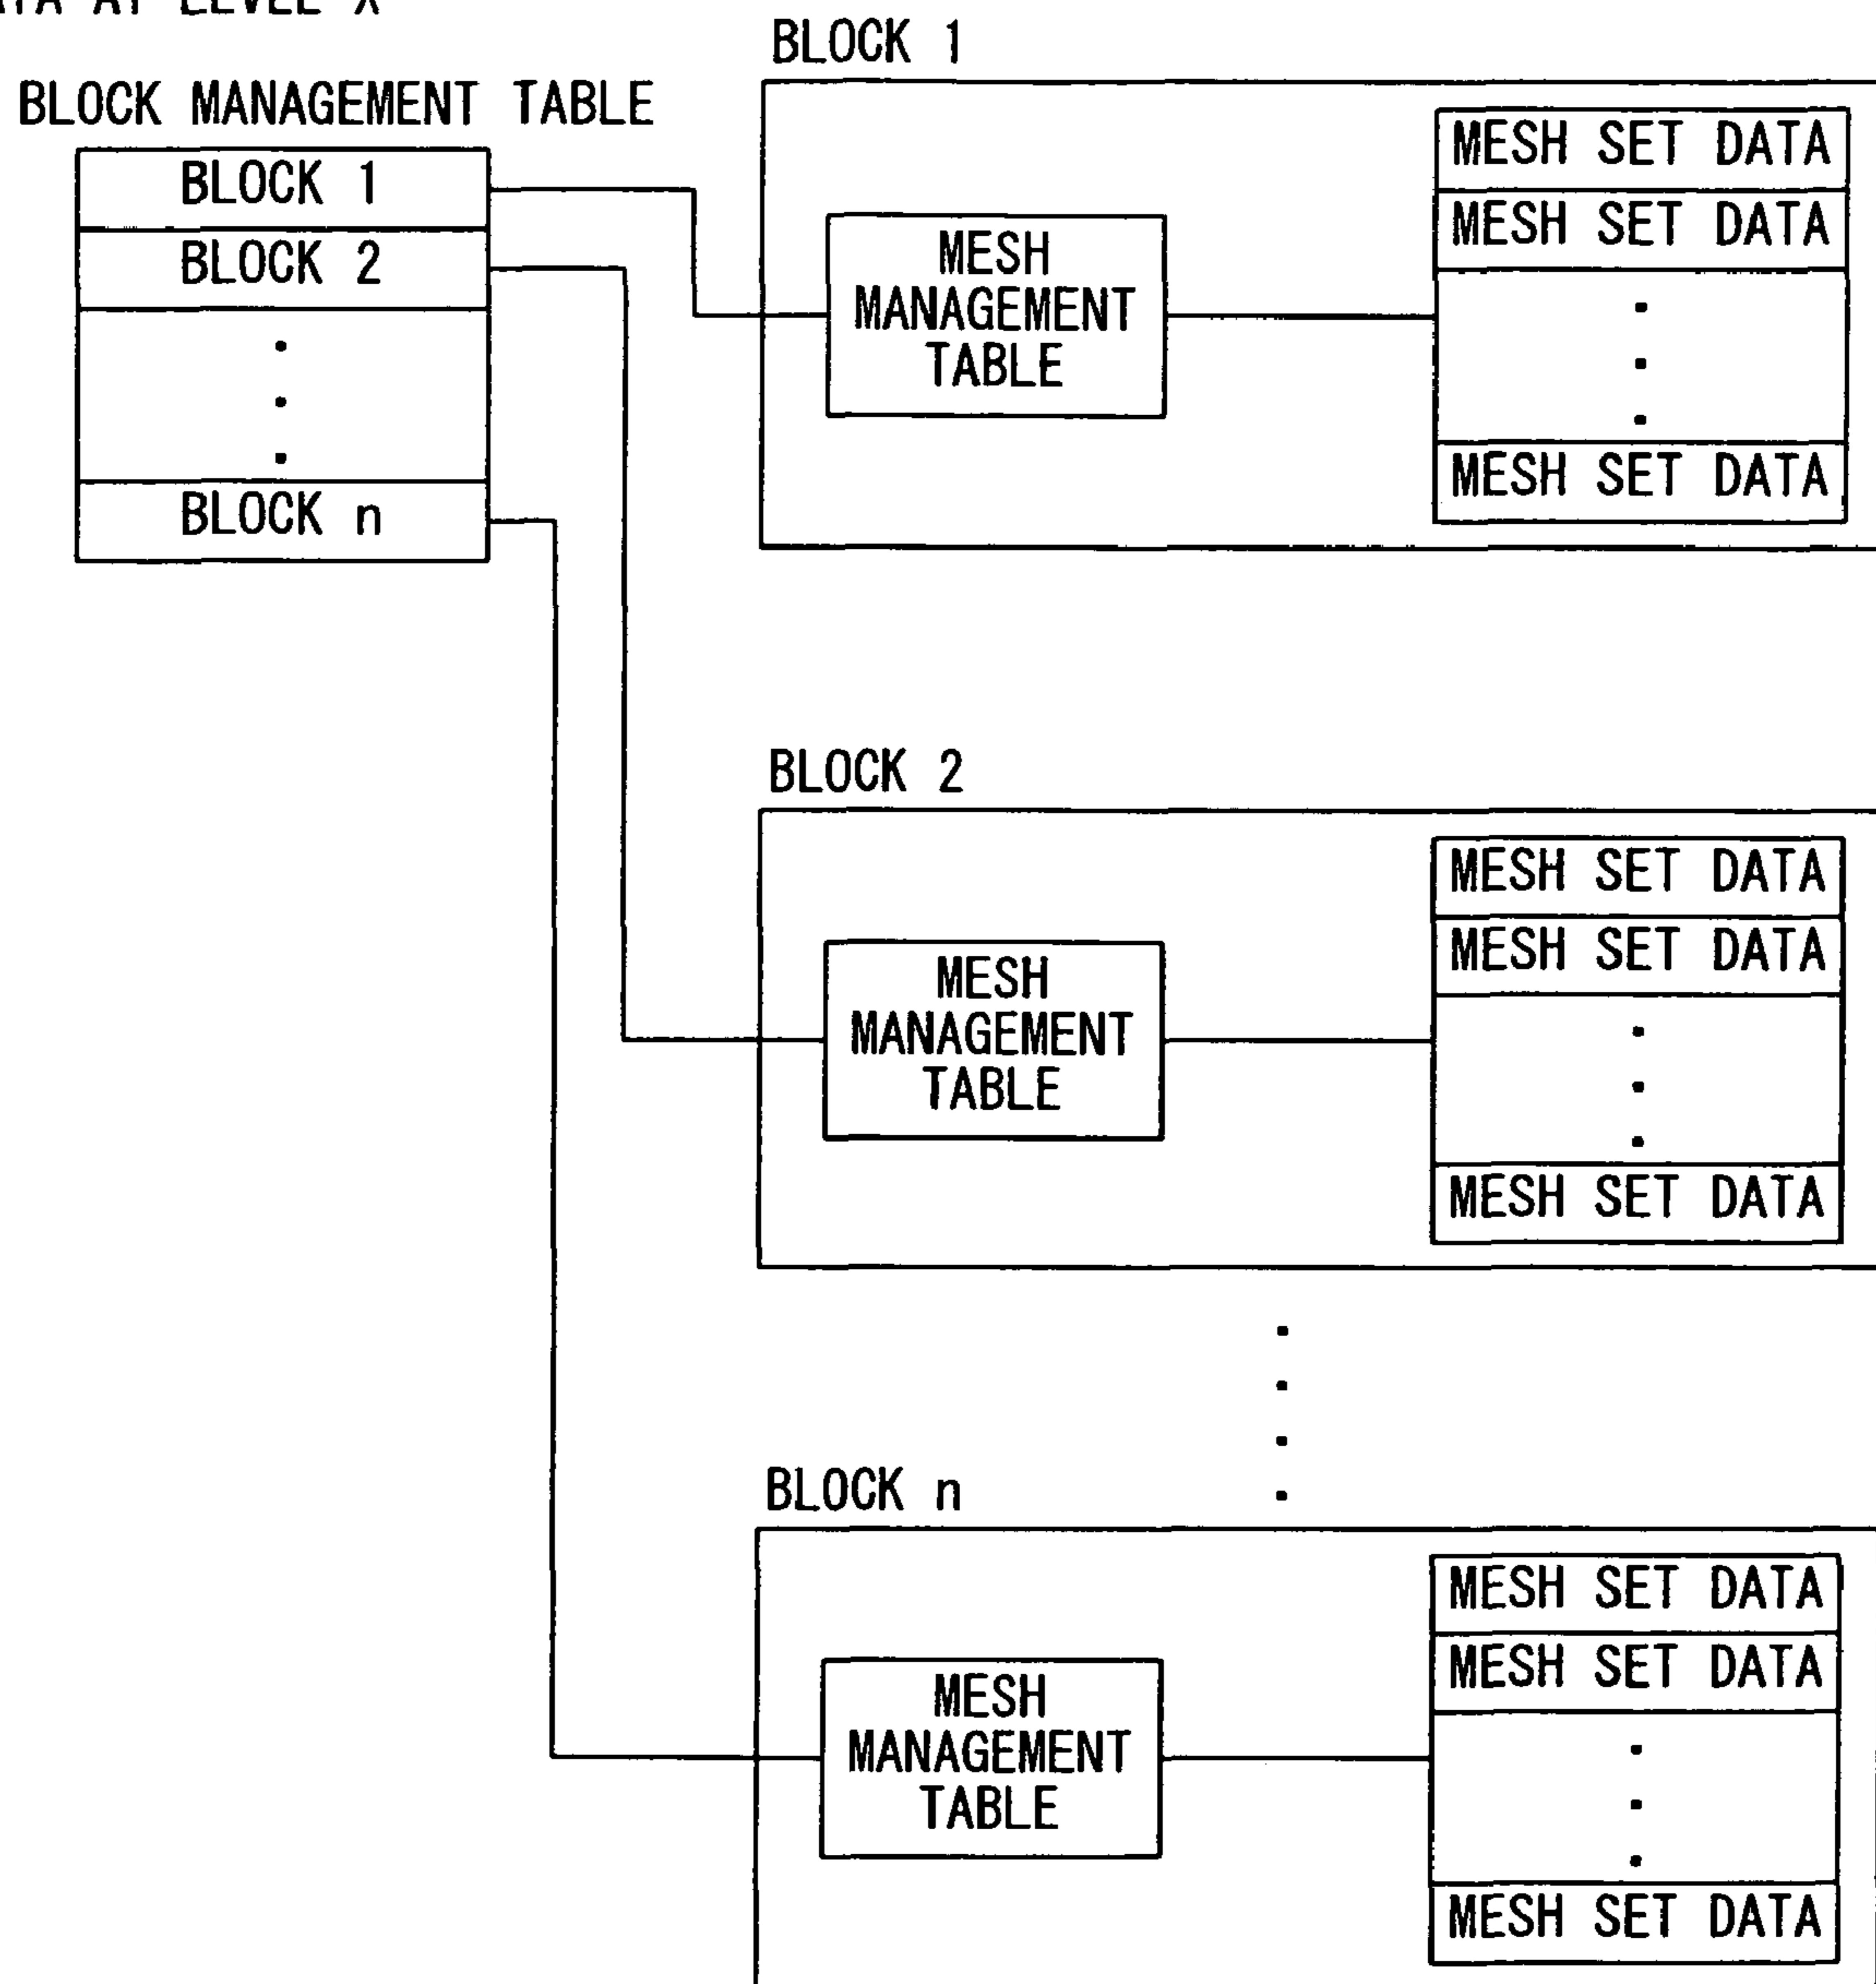 AT LEVEL X
BLOCK MANAGEMENT TABLE
BLOCK 1
BLOCK 2
BLOCK n
BLOCK 1
MESH
MANAGEMENT
TABLE
MESH SET DATA
MESH SET DATA
MESH SET DATA
BLOCK 2
MESH
MANAGEMENT
TABLE
MESH SET DATA
MESH SET DATA
MESH SET DATA
BLOCK n
MESH
MANAGEMENT
TABLE
MESH SET DATA
MESH SET DATA
MESH SET DATA